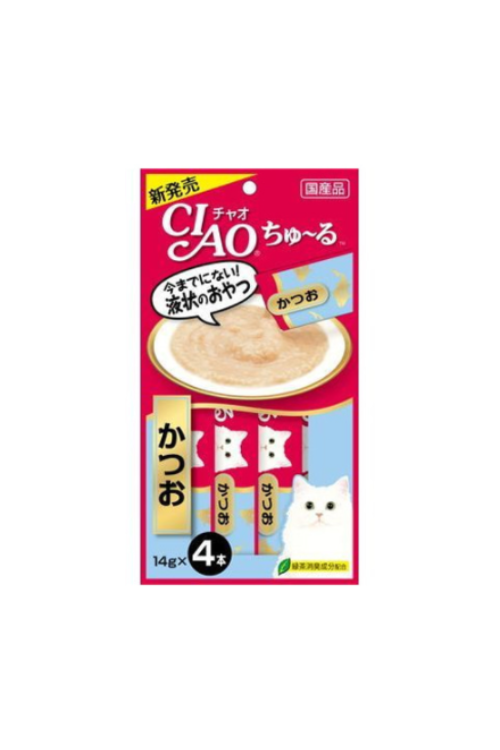 新発売
国産品
CIAO
チャオ
ちゅ～る™
今までにない!
液状のおやつ
かつお
かつお
かつお
かつお
14g×4本
緑茶消臭成分配合